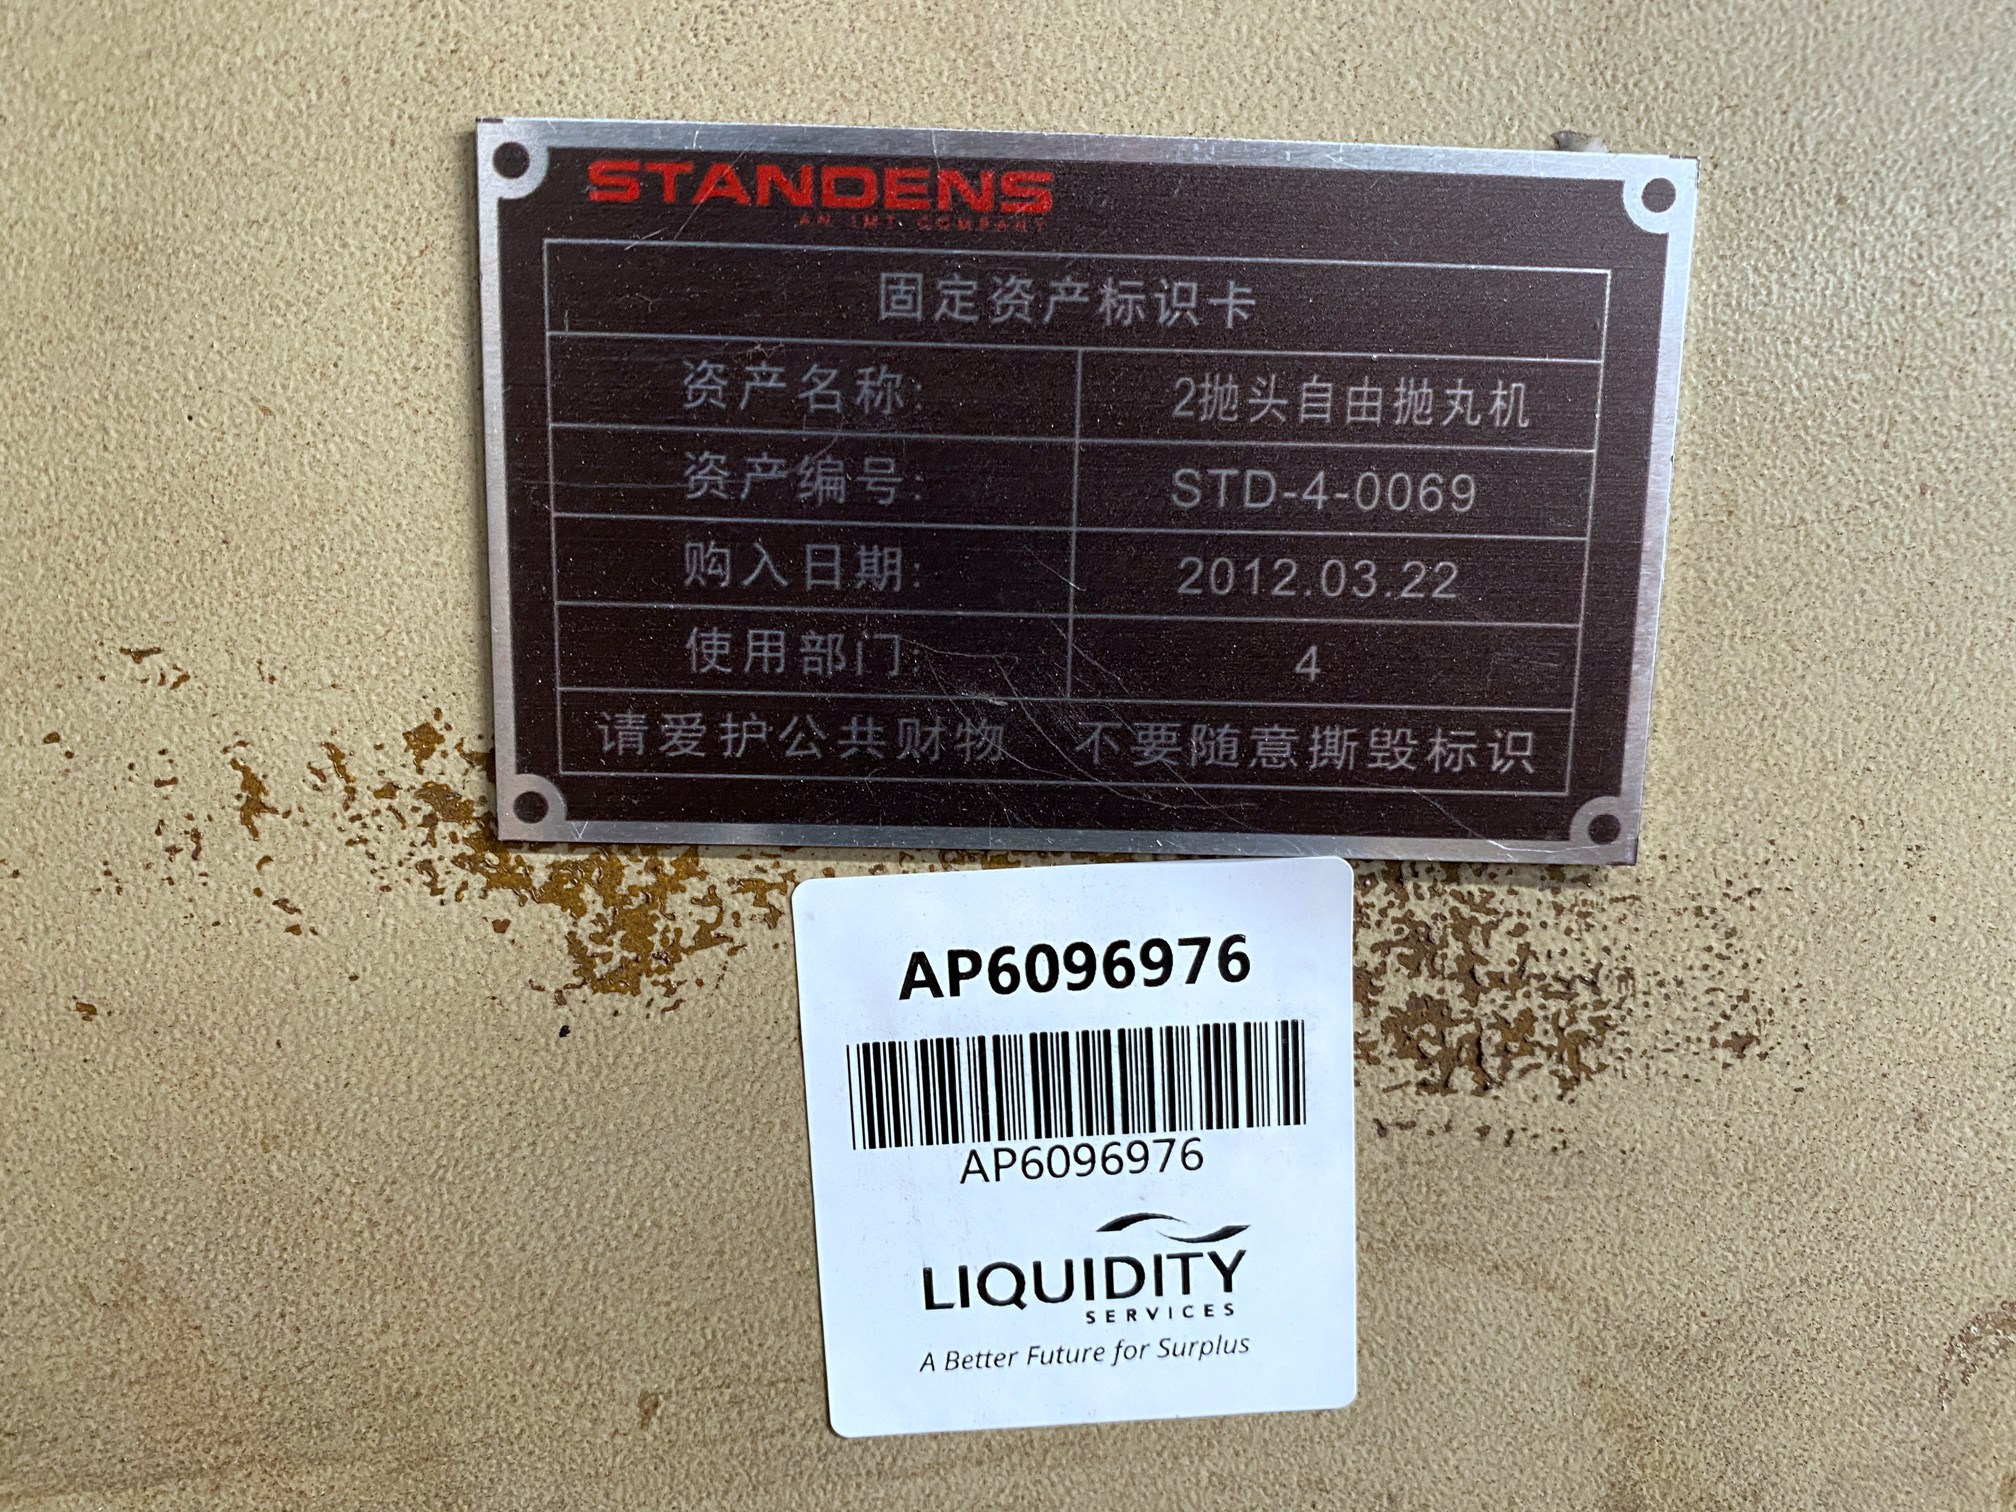 STANDENS
AN IMT COMPANY
固定资产标识卡
资产名称: 2抛头自由抛丸机
资产编号: STD-4-0069
购入日期: 2012.03.22
使用部门: 4
请爱护公共财物 不要随意撕毁标识
AP6096976
AP6096976
LIQUIDITY
SERVICES
A Better Future for Surplus